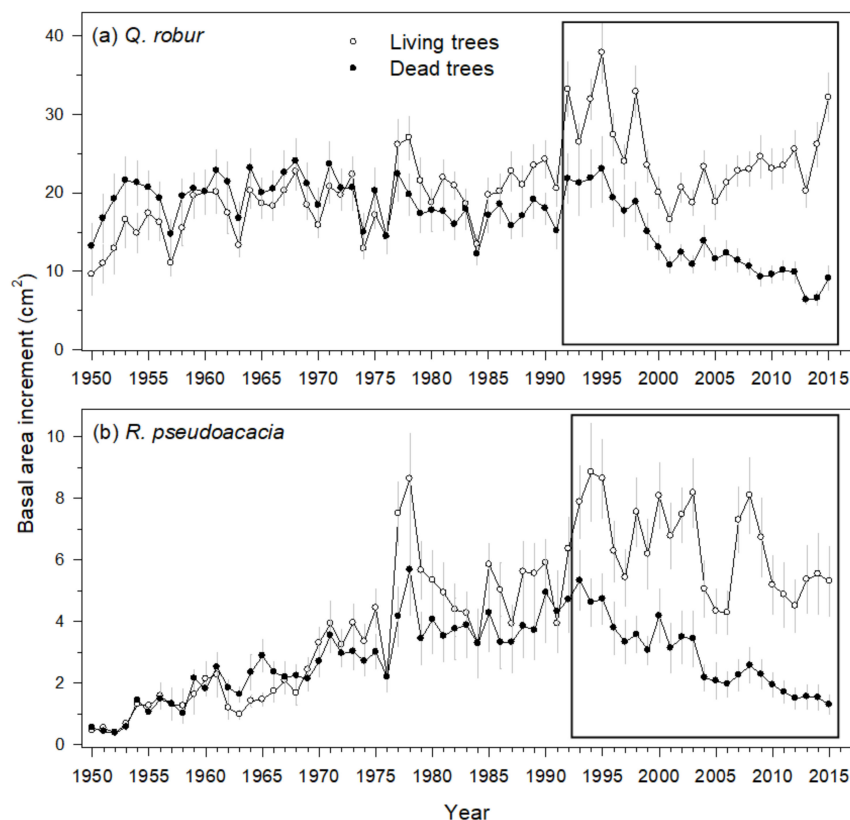 (a) Q. robur
Living trees
Dead trees
40
30
20
10
0
1950 1955 1960 1965 1970 1975 1980 1985 1990 1995 2000 2005 2010 2015
Basal area increment (cm²)
(b) R. pseudoacacia
10
8
6
4
2
0
1950 1955 1960 1965 1970 1975 1980 1985 1990 1995 2000 2005 2010 2015
Year